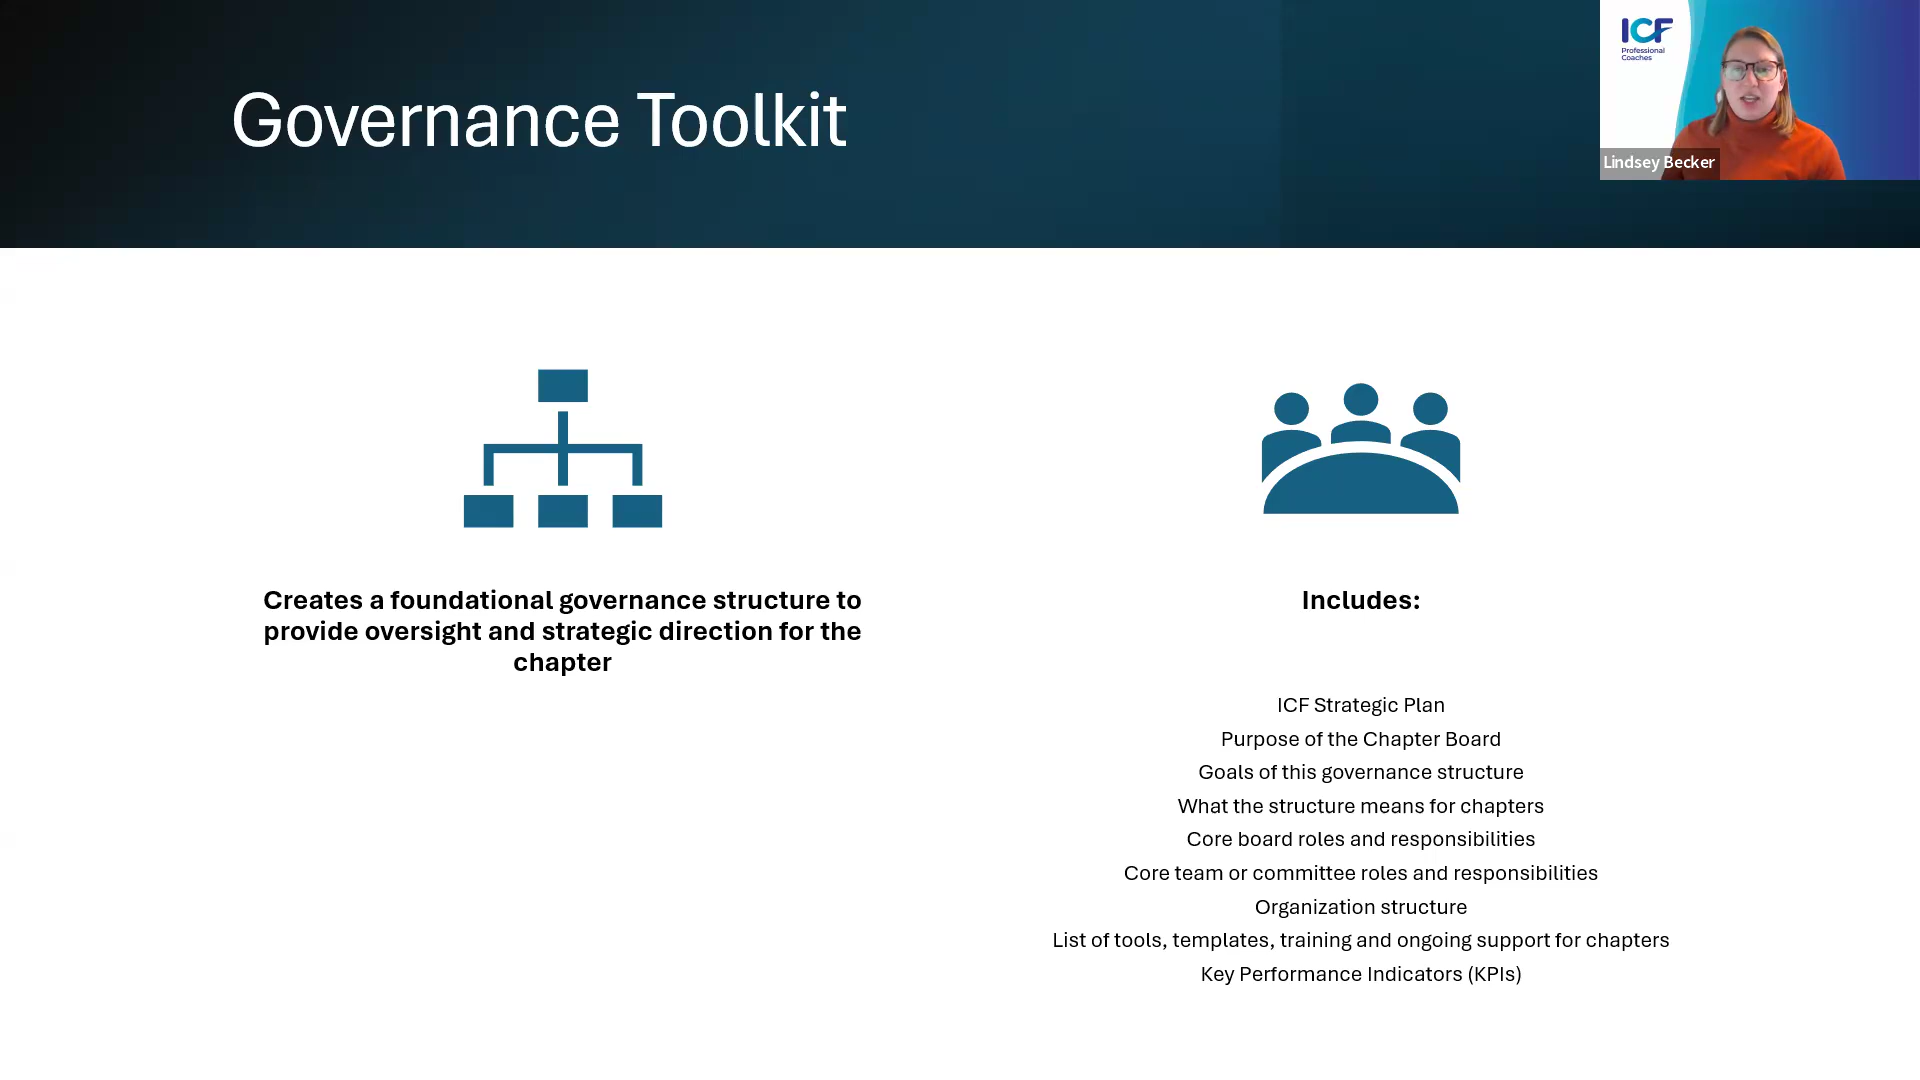 Governance Toolkit
ICF
Professional
Coaches
Lindsey Becker
Creates a foundational governance structure to
provide oversight and strategic direction for the
chapter
Includes:
ICF Strategic Plan
Purpose of the Chapter Board
Goals of this governance structure
What the structure means for chapters
Core board roles and responsibilities
Core team or committee roles and responsibilities
Organization structure
List of tools, templates, training and ongoing support for chapters
Key Performance Indicators (KPIs)